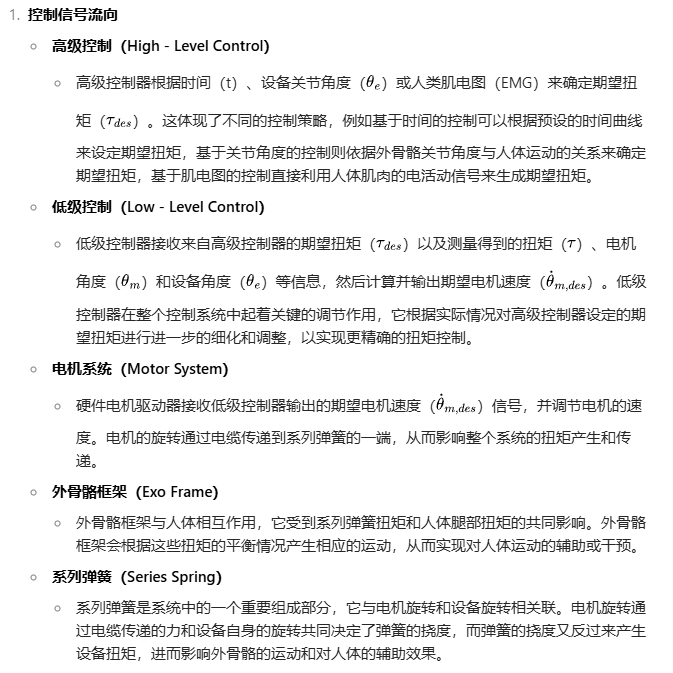 1. 控制信号流向
高级控制（High - Level Control）
高级控制器根据时间（t）、设备关节角度（θₑ）或人类肌电图（EMG）来确定期望扭
矩（τ_des）。这体现了不同的控制策略，例如基于时间的控制可以根据预设的时间曲线
来设定期望扭矩，基于关节角度的控制则依据外骨骼关节角度与人体运动的关系来确定
期望扭矩，基于肌电图的控制直接利用人体肌肉的电活动信号来生成期望扭矩。
低级控制（Low - Level Control）
低级控制器接收来自高级控制器的期望扭矩（τ_des）以及测量得到的扭矩（τ）、电机
角度（θₘ）和设备角度（θₑ）等信息，然后计算并输出期望电机速度（θ̇_m,des）。低级
控制器在整个控制系统中起着关键的调节作用，它根据实际情况对高级控制器设定的期
望扭矩进行进一步的细化和调整，以实现更精确的扭矩控制。
电机系统（Motor System）
硬件电机驱动器接收低级控制器输出的期望电机速度（θ̇_m,des）信号，并调节电机的速
度。电机的旋转通过电缆传递到系列弹簧的一端，从而影响整个系统的扭矩产生和传
递。
外骨骼框架（Exo Frame）
外骨骼框架与人体相互作用，它受到系列弹簧扭矩和人体腿部扭矩的共同影响。外骨骼
框架会根据这些扭矩的平衡情况产生相应的运动，从而实现对人体运动的辅助或干预。
系列弹簧（Series Spring）
系列弹簧是系统中的一个重要组成部分，它与电机旋转和设备旋转相关联。电机旋转通
过电缆传递的力和设备自身的旋转共同决定了弹簧的挠度，而弹簧的挠度又反过来产生
设备扭矩，进而影响外骨骼的运动和对人体的辅助效果。